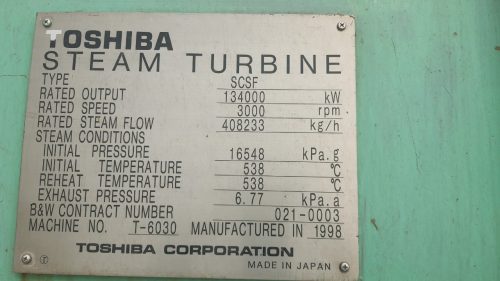 TOSHIBA
STEAM TURBINE
TYPE SCSF
RATED OUTPUT 134000 kW
RATED SPEED 3000 rpm
RATED STEAM FLOW 408233 kg/h
STEAM CONDITIONS
INITIAL PRESSURE 16548 kPa.g
INITIAL TEMPERATURE 538 ℃
REHEAT TEMPERATURE 538 ℃
EXHAUST PRESSURE 6.77 kPa.a
B&W CONTRACT NUMBER 021-0003
MACHINE NO. T-6030 MANUFACTURED IN 1998
TOSHIBA CORPORATION
Ⓣ MADE IN JAPAN